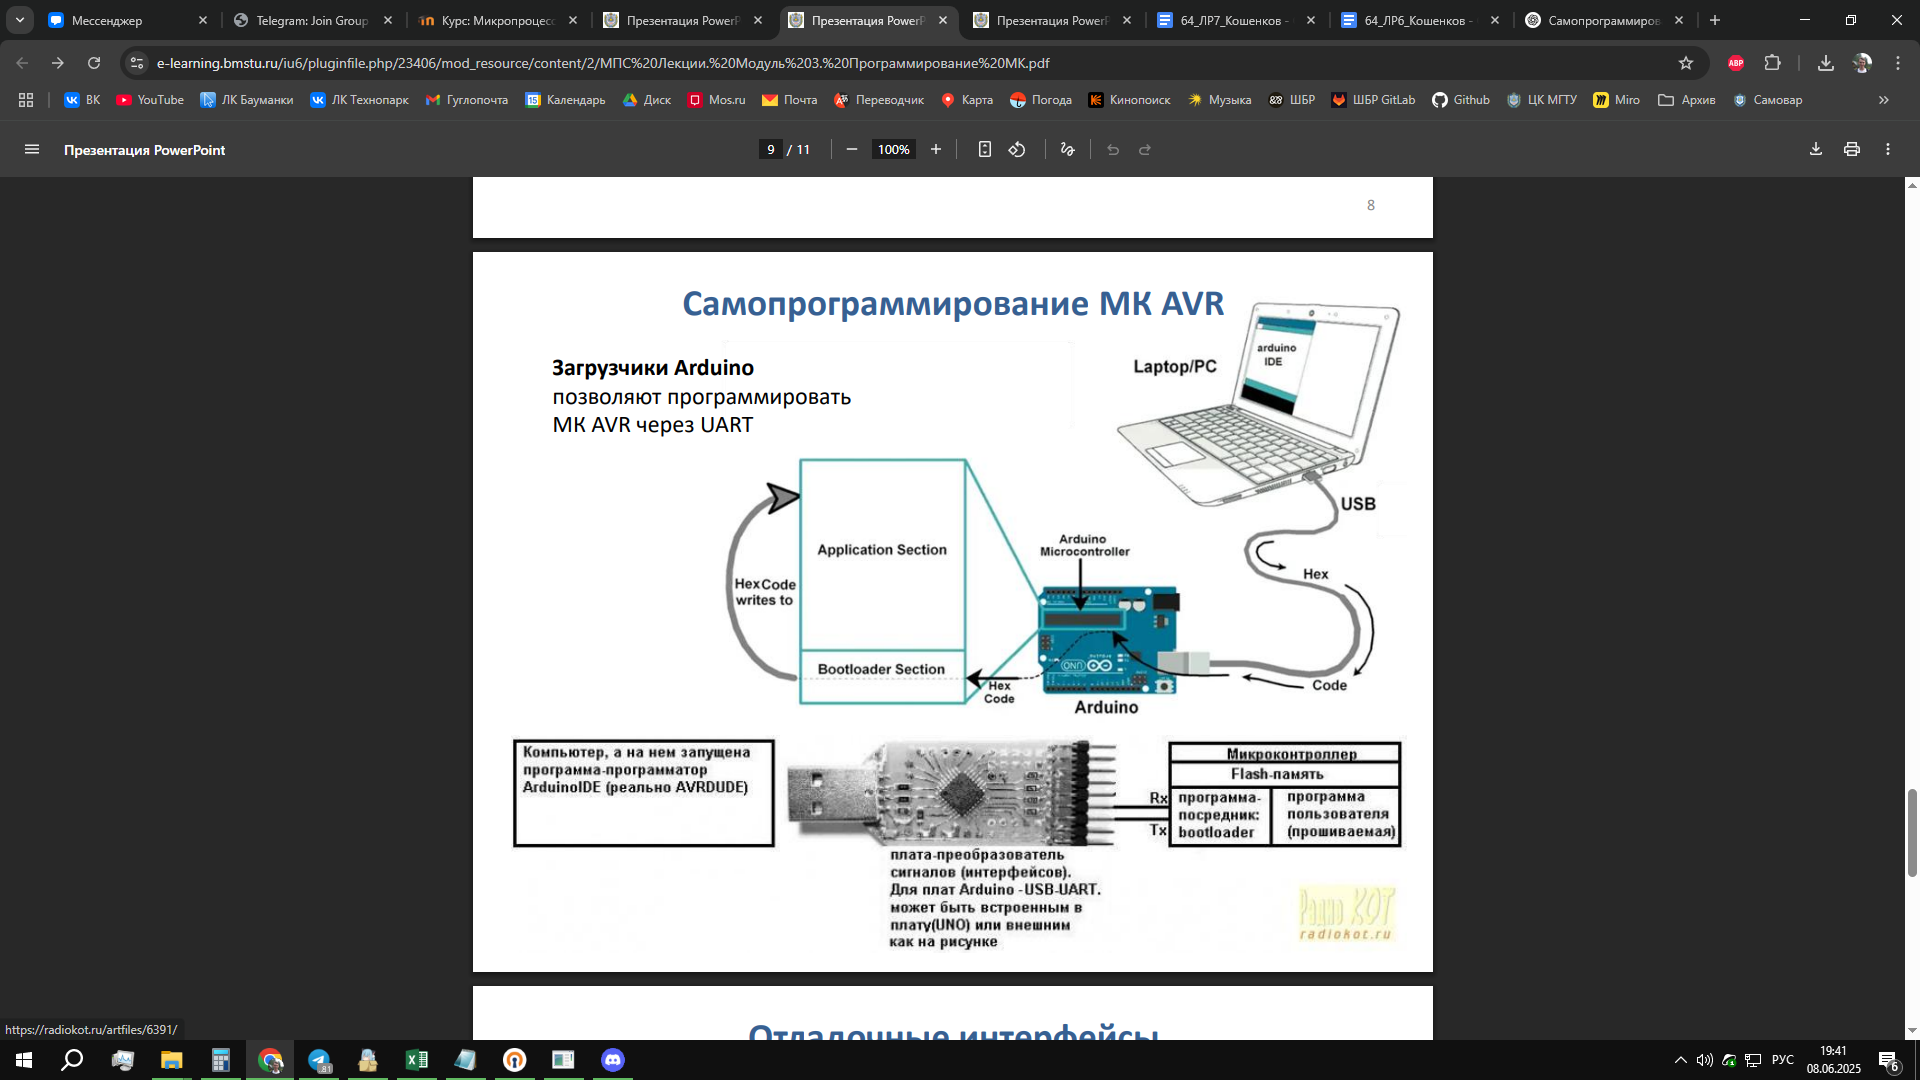 Мессенджер
Telegram: Join Group
Курс: Микропроцесс
Презентация PowerP
Презентация PowerP
Презентация PowerP
64_ЛР7_Кошенков -
64_ЛР6_Кошенков -
Самопрограммиров
e-learning.bmstu.ru/iu6/pluginfile.php/23406/mod_resource/content/2/МПС%20Лекции.%20Модуль%203.%20Программирование%20МК.pdf
ABP
ВК
YouTube
ЛК Бауманки
ЛК Технопарк
Гуглопочта
Календарь
Диск
Mos.ru
Почта
Переводчик
Карта
Погода
Кинопоиск
Музыка
ШБР
ШБР GitLab
Github
ЦК МГТУ
Miro
Архив
Самовар
Презентация PowerPoint
9 / 11
100%
8
Самопрограммирование МК AVR
Загрузчики Arduino
позволяют программировать
МК AVR через UART
Laptop/PC
arduino
IDE
USB
Application Section
Arduino
Microcontroller
Hex
Hex Code
writes to
Bootloader Section
Hex
Code
UNO
Code
Arduino
Компьютер, а на нем запущена
программа-программатор
ArduinoIDE (реально AVRDUDE)
Rx
Tx
Микроконтроллер
Flash-память
программа-
посредник:
bootloader
программа
пользователя
(прошиваемая)
плата-преобразователь
сигналов (интерфейсов).
Для плат Arduino -USB-UART.
может быть встроенным в
плату(UNO) или внешним
как на рисунке
Радио КОТ
radiokot.ru
Отладочные интерфейсы
https://radiokot.ru/artfiles/6391/
81
РУС
19:41
08.06.2025
6